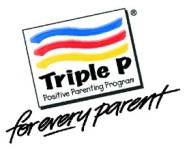 ®
Triple P
Positive Parenting Program
for every parent